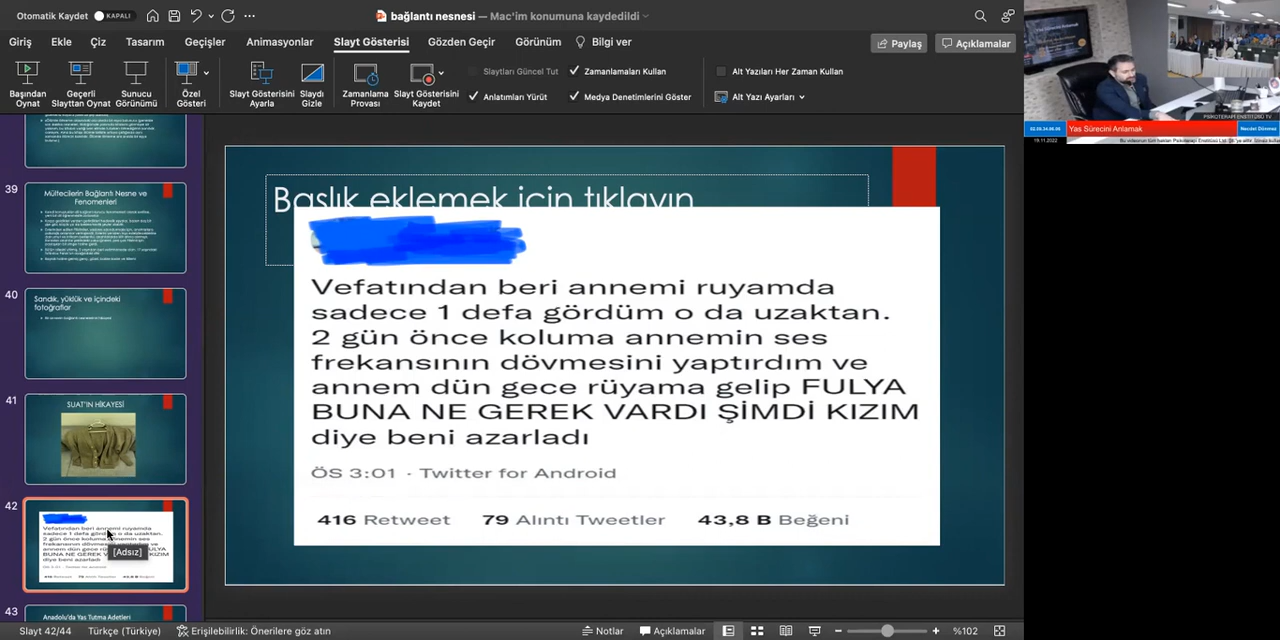 Otomatik Kaydet KAPALI
bağlantı nesnesi — Mac'im konumuna kaydedildi
Giriş Ekle Çiz Tasarım Geçişler Animasyonlar Slayt Gösterisi Gözden Geçir Görünüm Bilgi ver
Paylaş Açıklamalar
Başından Oynat
Geçerli Slayttan Oynat
Sunucu Görünümü
Özel Gösteri
Slayt Gösterisini Ayarla
Slaydı Gizle
Zamanlama Provası
Slayt Gösterisini Kaydet
Slaytları Güncel Tut
Zamanlamaları Kullan
Anlatımları Yürüt
Medya Denetimlerini Göster
Alt Yazıları Her Zaman Kullan
Alt Yazı Ayarları
39
Mültecilerin Bağlantı Nesne ve
Fenomenleri
40
Sandık, yüklük ve içindeki
fotoğraflar
41
SUAT'IN HİKAYESİ
42
[Adsız]
43
Anadolu'da Yas Tutma Adetleri
Başlık eklemek için tıklayın
Vefatından beri annemi ruyamda
sadece 1 defa gördüm o da uzaktan.
2 gün önce koluma annemin ses
frekansının dövmesini yaptırdım ve
annem dün gece rüyama gelip FULYA
BUNA NE GEREK VARDI ŞİMDİ KIZIM
diye beni azarladı
ÖS 3:01 · Twitter for Android
416 Retweet 79 Alıntı Tweetler 43,8 B Beğeni
PSİKOTERAPİ ENSTİTÜSÜ TV
Yas Sürecini Anlamak
19.11.2022
Slayt 42/44 Türkçe (Türkiye) Erişilebilirlik: Önerilere göz atın
Notlar Açıklamalar %102